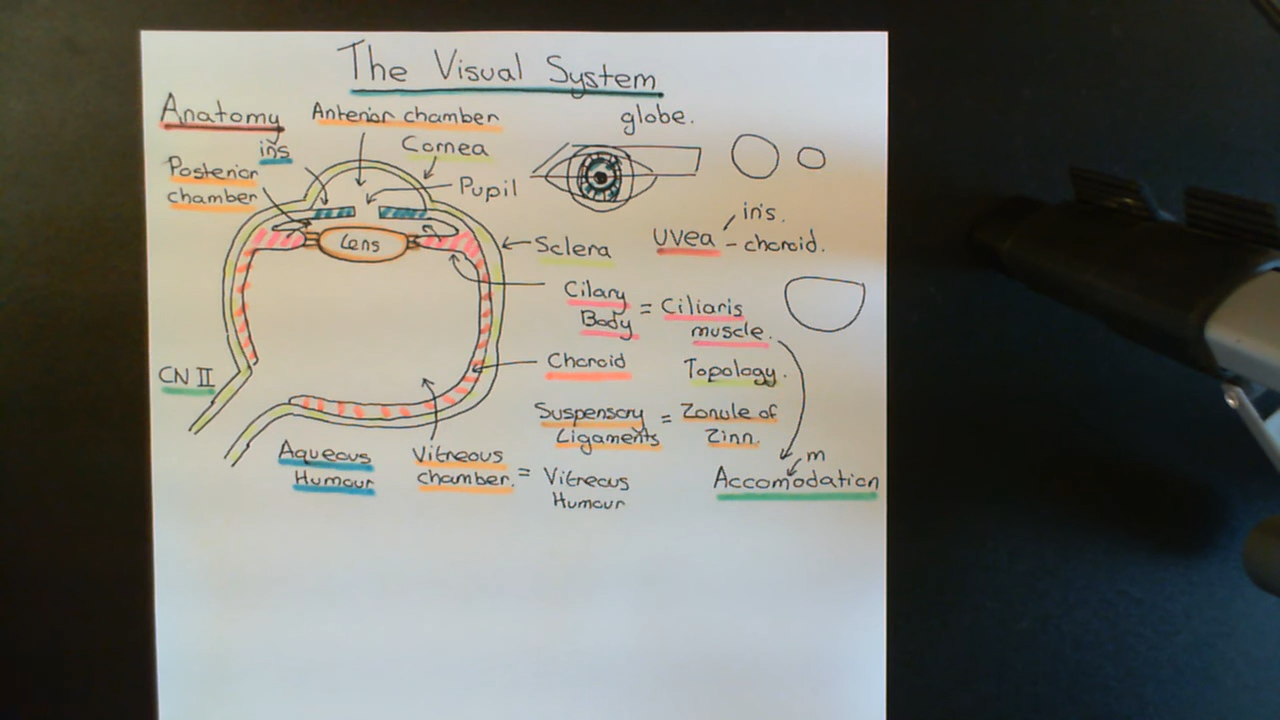 The Visual System
Anatomy
Anterior chamber
globe.
iris
Cornea
Posterior
chamber
Pupil
Lens
Sclera
Uvea
iris.
choroid.
Cilary
Body
= Ciliaris
muscle.
Choroid
Topology.
CN II
Suspensory
Ligaments
= Zonule of
Zinn.
Aqueous
Humour
Vitreous
chamber.
= Vitreous
Humour
m
Accomodation